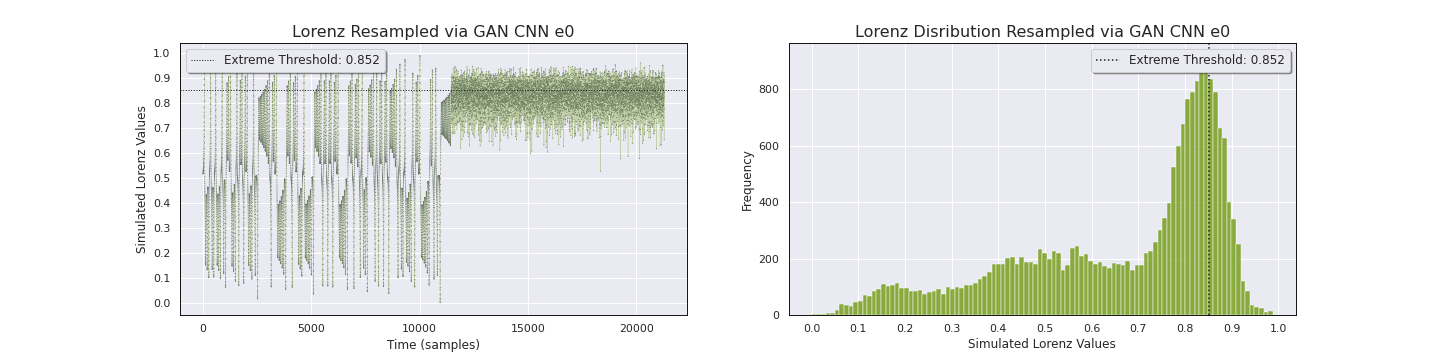 Lorenz Resampled via GAN CNN e0
Extreme Threshold: 0.852
1.0
0.9
0.8
0.7
0.6
0.5
0.4
0.3
0.2
0.1
0.0
Simulated Lorenz Values
0 5000 10000 15000 20000
Time (samples)
Lorenz Disribution Resampled via GAN CNN e0
Extreme Threshold: 0.852
800
600
400
200
0
Frequency
0.0 0.1 0.2 0.3 0.4 0.5 0.6 0.7 0.8 0.9 1.0
Simulated Lorenz Values